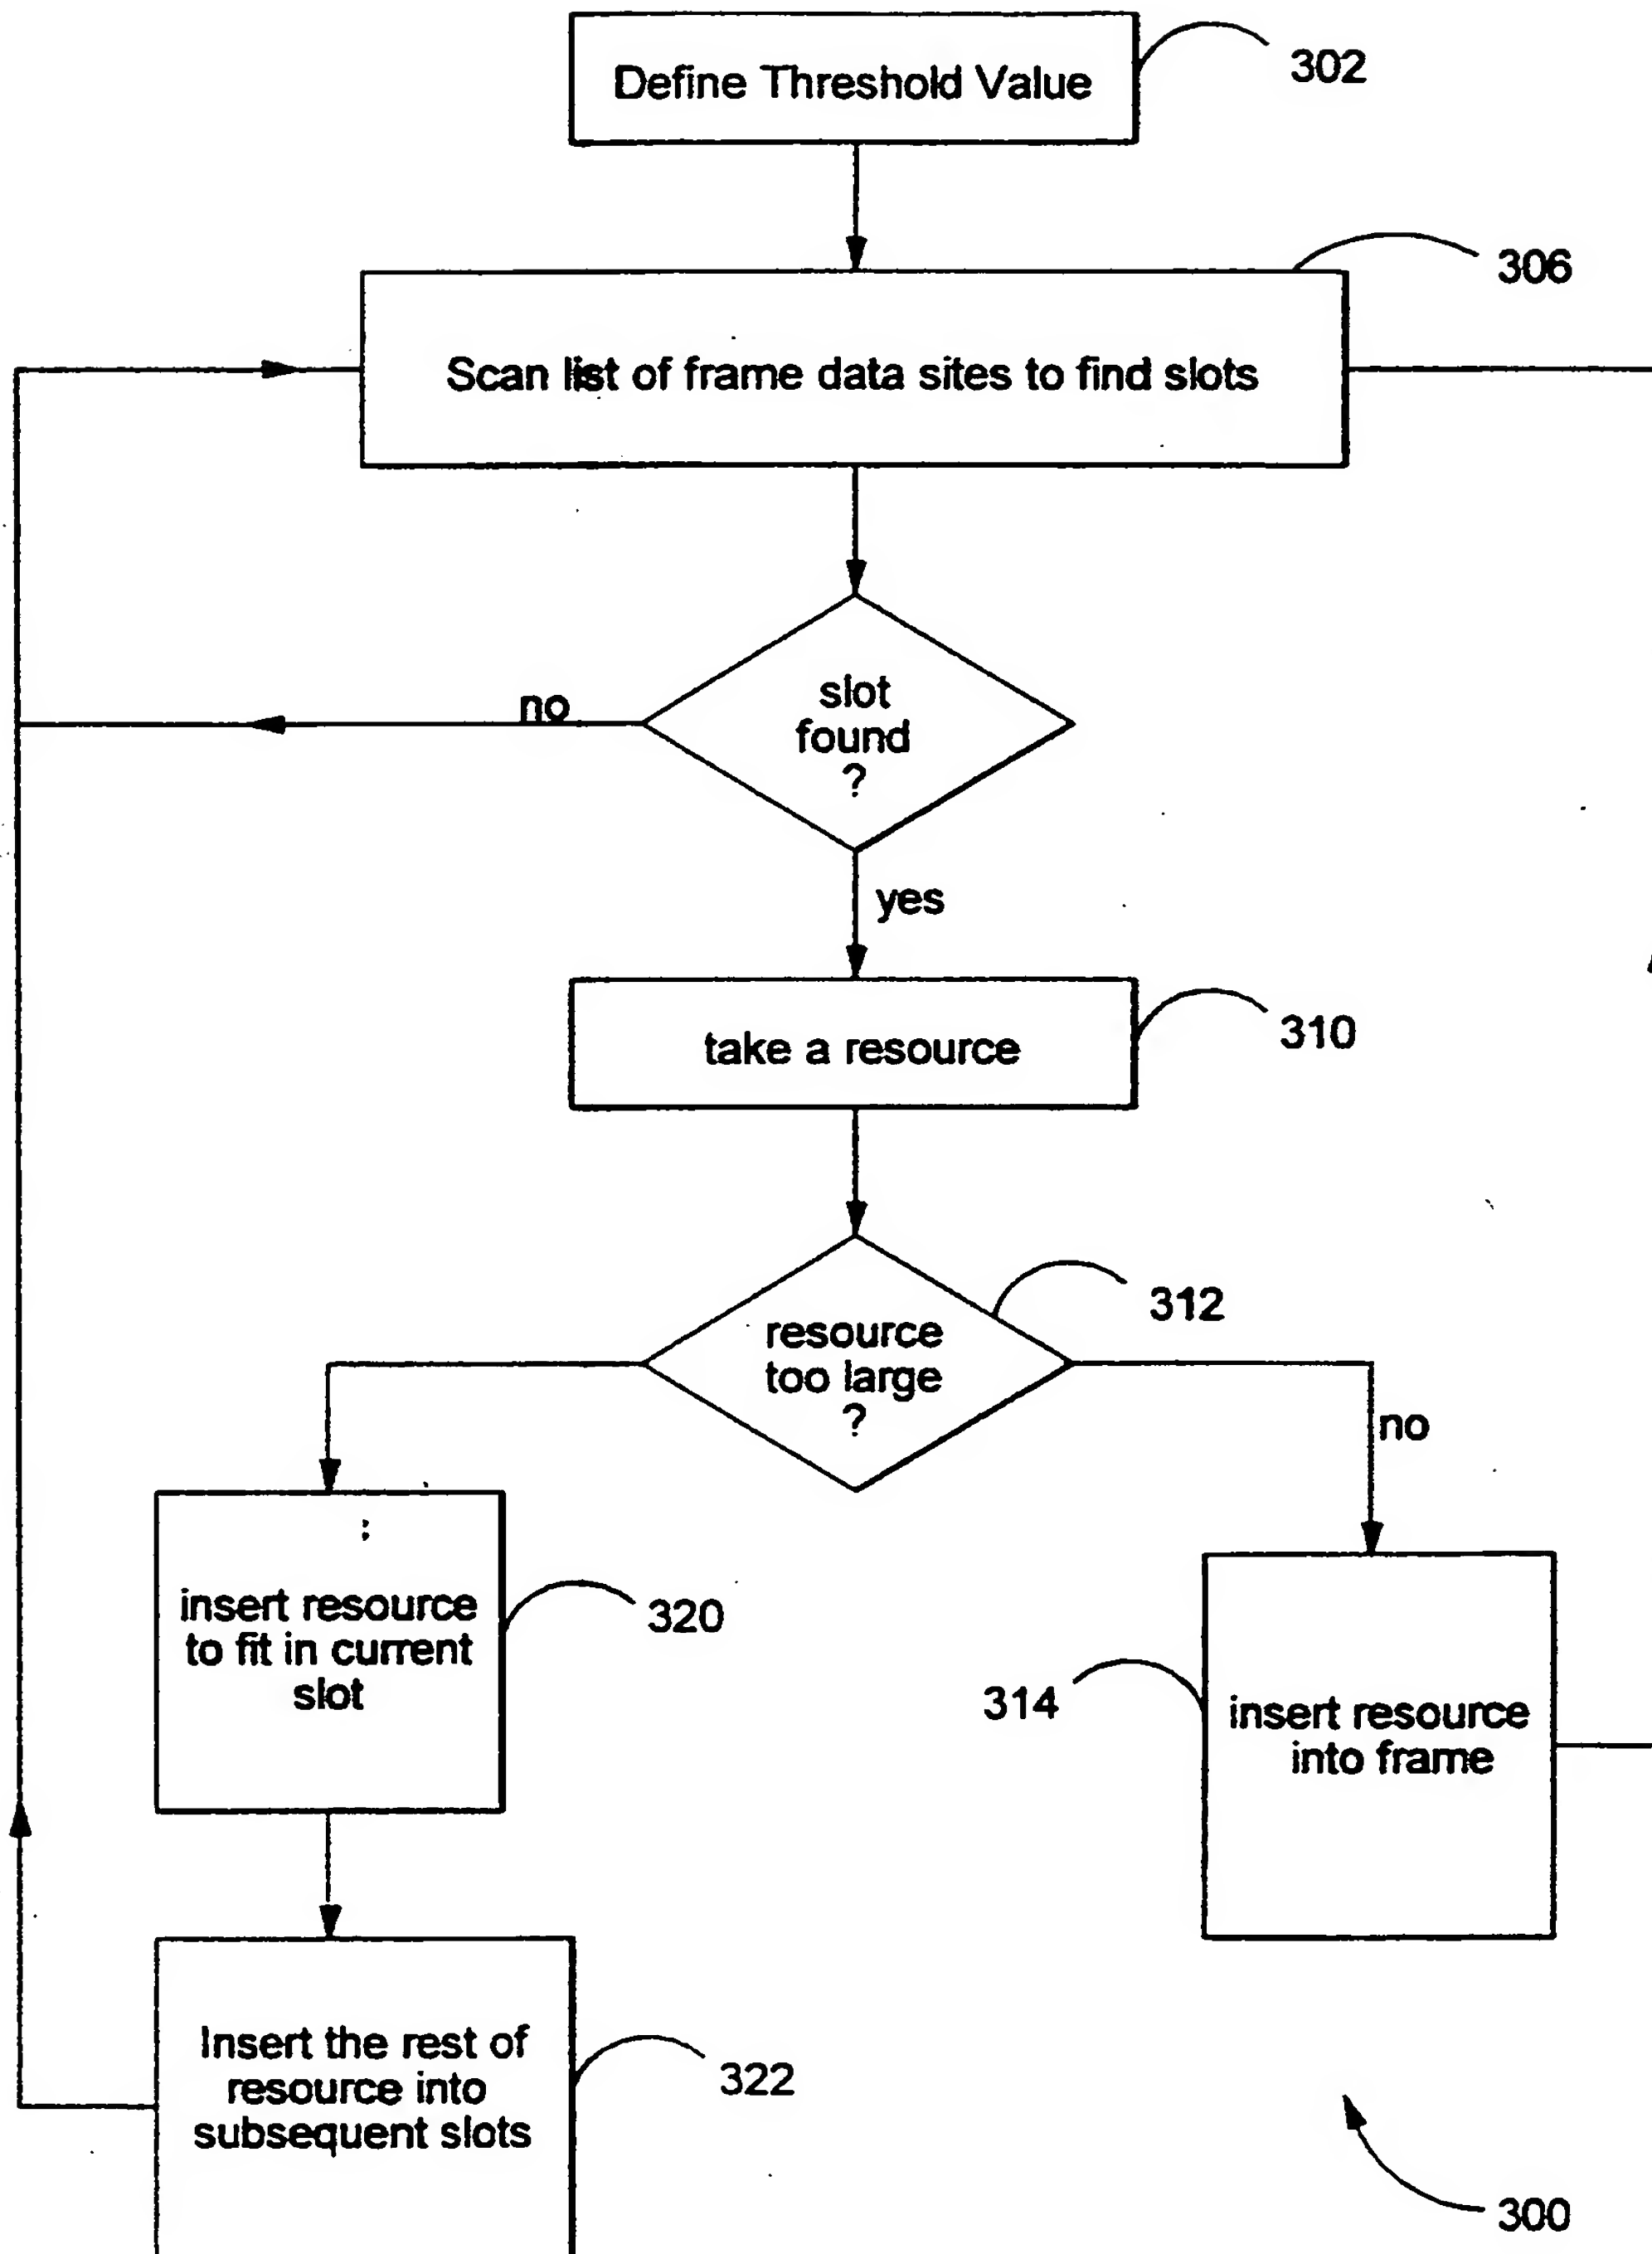 Define Threshold Value
302
306
Scan list of frame data sites to find slots
slot
found
?
no
yes
take a resource
310
resource
too large
?
312
no
insert resource
to fit in current
slot
320
314
insert resource
into frame
Insert the rest of
resource into
subsequent slots
322
300